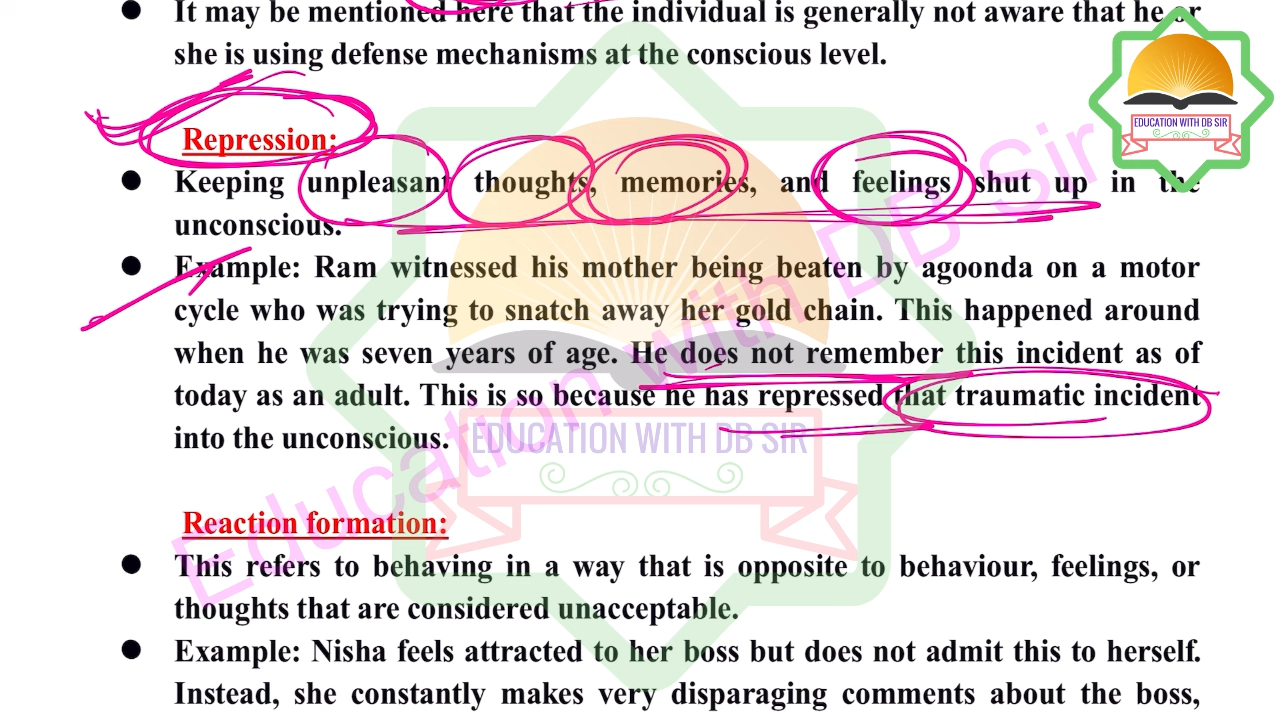 It may be mentioned here that the individual is generally not aware that he or
she is using defense mechanisms at the conscious level.
EDUCATION WITH DB SIR
Repression:
Keeping unpleasant thoughts, memories, and feelings shut up in the
unconscious.
Example: Ram witnessed his mother being beaten by agoonda on a motor
cycle who was trying to snatch away her gold chain. This happened around
when he was seven years of age. He does not remember this incident as of
today as an adult. This is so because he has repressed that traumatic incident
into the unconscious.
EDUCATION WITH DB SIR
Education with DB Sir
Reaction formation:
This refers to behaving in a way that is opposite to behaviour, feelings, or
thoughts that are considered unacceptable.
Example: Nisha feels attracted to her boss but does not admit this to herself.
Instead, she constantly makes very disparaging comments about the boss,